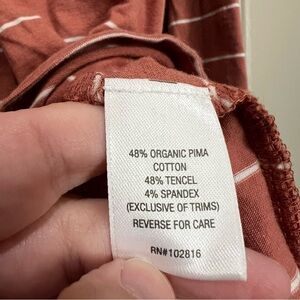 48% ORGANIC PIMA
COTTON
48% TENCEL
4% SPANDEX
(EXCLUSIVE OF TRIMS)
REVERSE FOR CARE
RN#102816